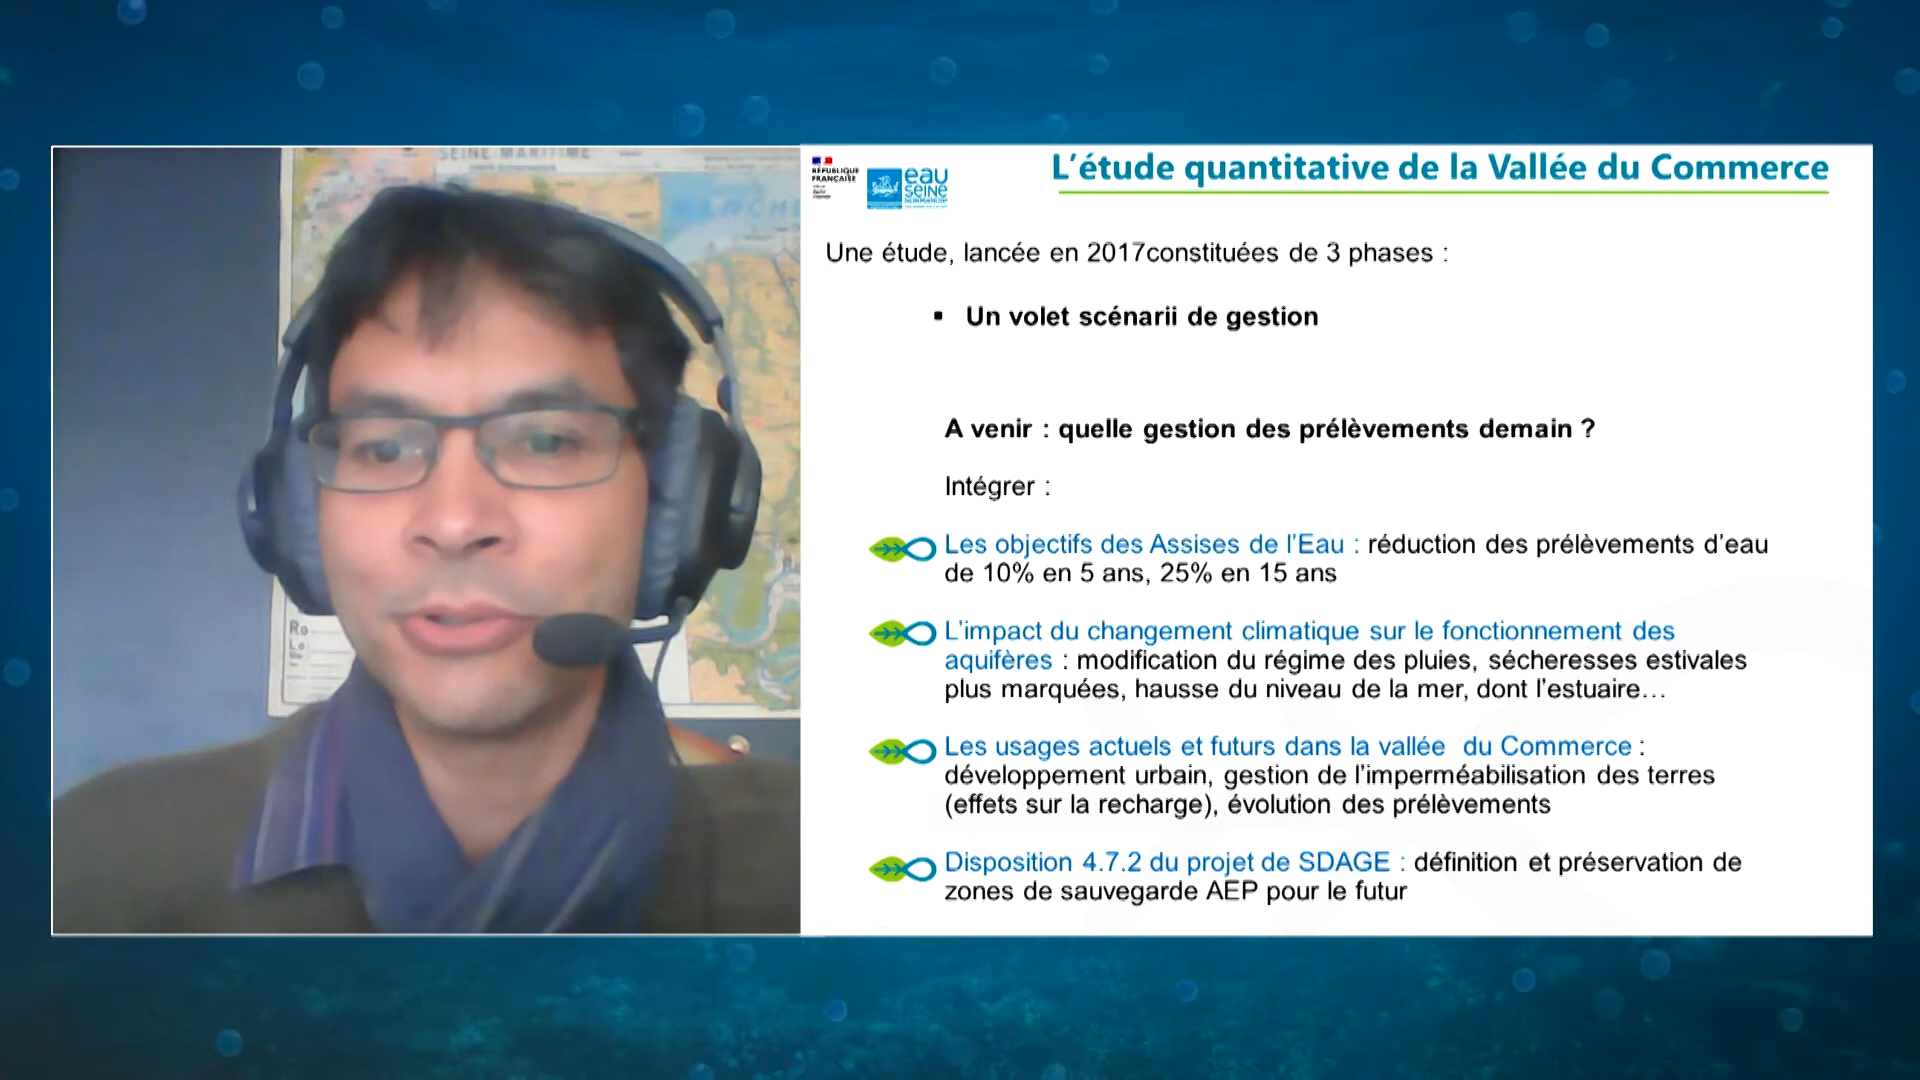 SEINE-MARITIME
MANCHE
Ro
Le
RÉPUBLIQUE
FRANÇAISE
eau
SEINE
NORMANDIE
L'étude quantitative de la Vallée du Commerce
Une étude, lancée en 2017constituées de 3 phases :
▪ Un volet scénarii de gestion
A venir : quelle gestion des prélèvements demain ?
Intégrer :
Les objectifs des Assises de l'Eau : réduction des prélèvements d'eau
de 10% en 5 ans, 25% en 15 ans
L'impact du changement climatique sur le fonctionnement des
aquifères : modification du régime des pluies, sécheresses estivales
plus marquées, hausse du niveau de la mer, dont l'estuaire…
Les usages actuels et futurs dans la vallée du Commerce :
développement urbain, gestion de l'imperméabilisation des terres
(effets sur la recharge), évolution des prélèvements
Disposition 4.7.2 du projet de SDAGE : définition et préservation de
zones de sauvegarde AEP pour le futur